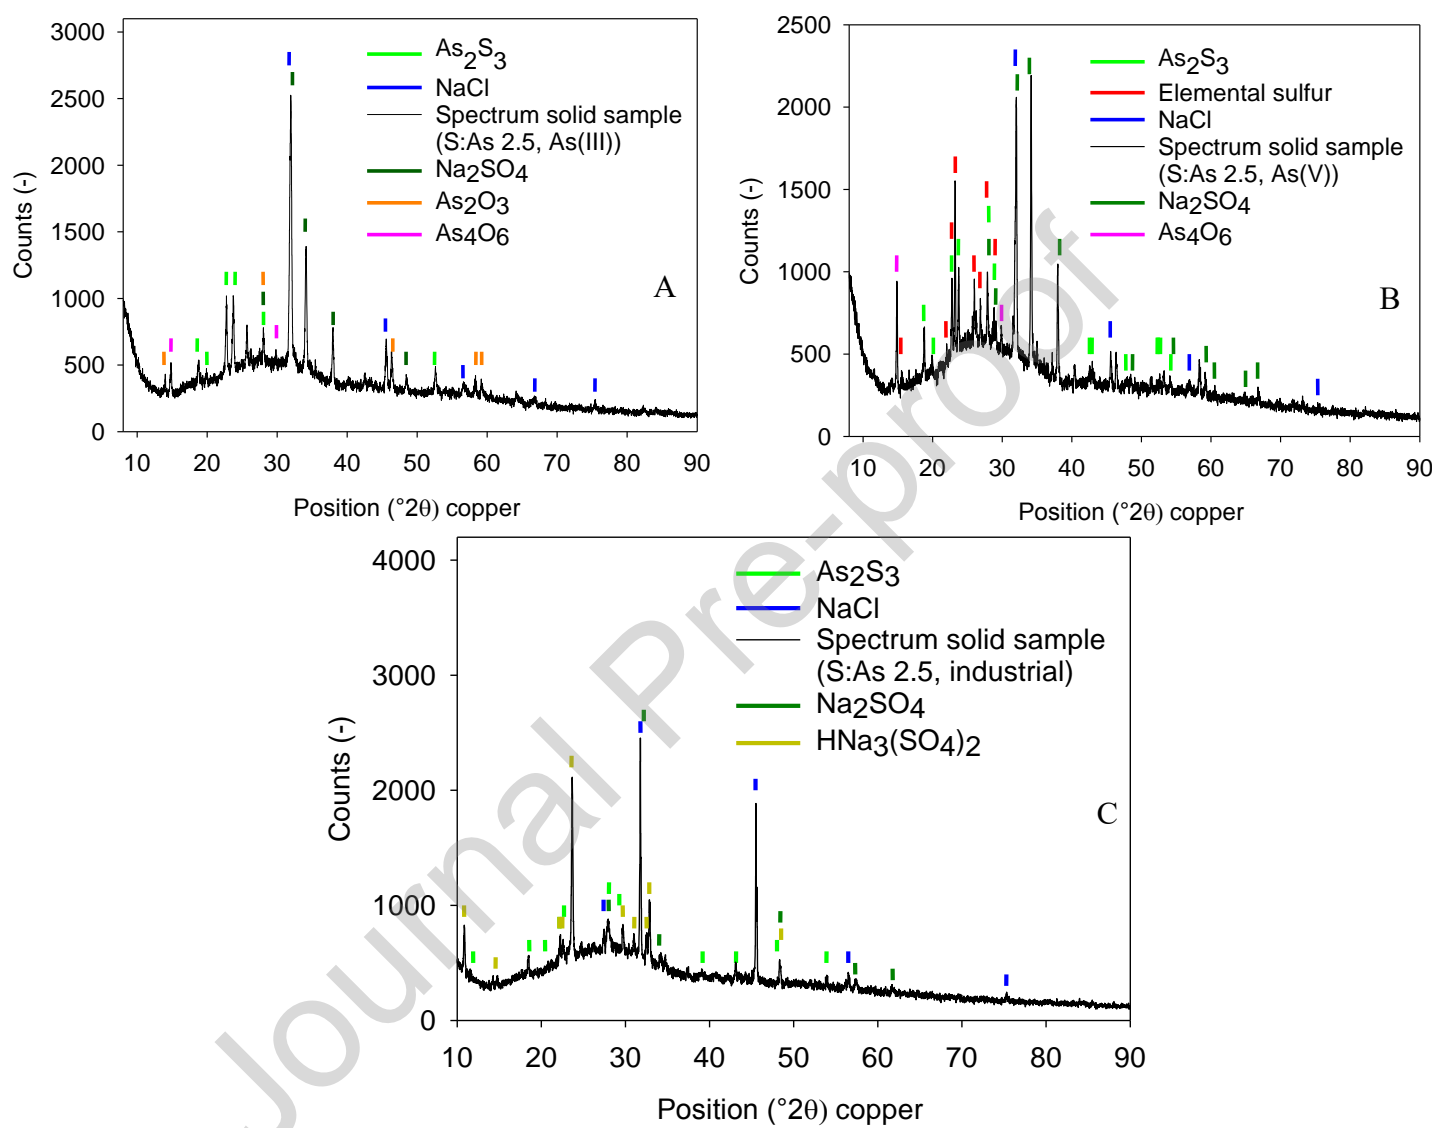 3000
2500
2000
1500
1000
500
0
Counts (-)
As2S3
NaCl
Spectrum solid sample
(S:As 2.5, As(III))
Na2SO4
As2O3
As4O6
A
10 20 30 40 50 60 70 80 90
Position (°2θ) copper
2500
2000
1500
1000
500
0
Counts (-)
As2S3
Elemental sulfur
NaCl
Spectrum solid sample
(S:As 2.5, As(V))
Na2SO4
As4O6
B
10 20 30 40 50 60 70 80 90
Position (°2θ) copper
4000
3000
2000
1000
0
Counts (-)
As2S3
NaCl
Spectrum solid sample
(S:As 2.5, industrial)
Na2SO4
HNa3(SO4)2
C
10 20 30 40 50 60 70 80 90
Position (°2θ) copper
Journal Pre-proof